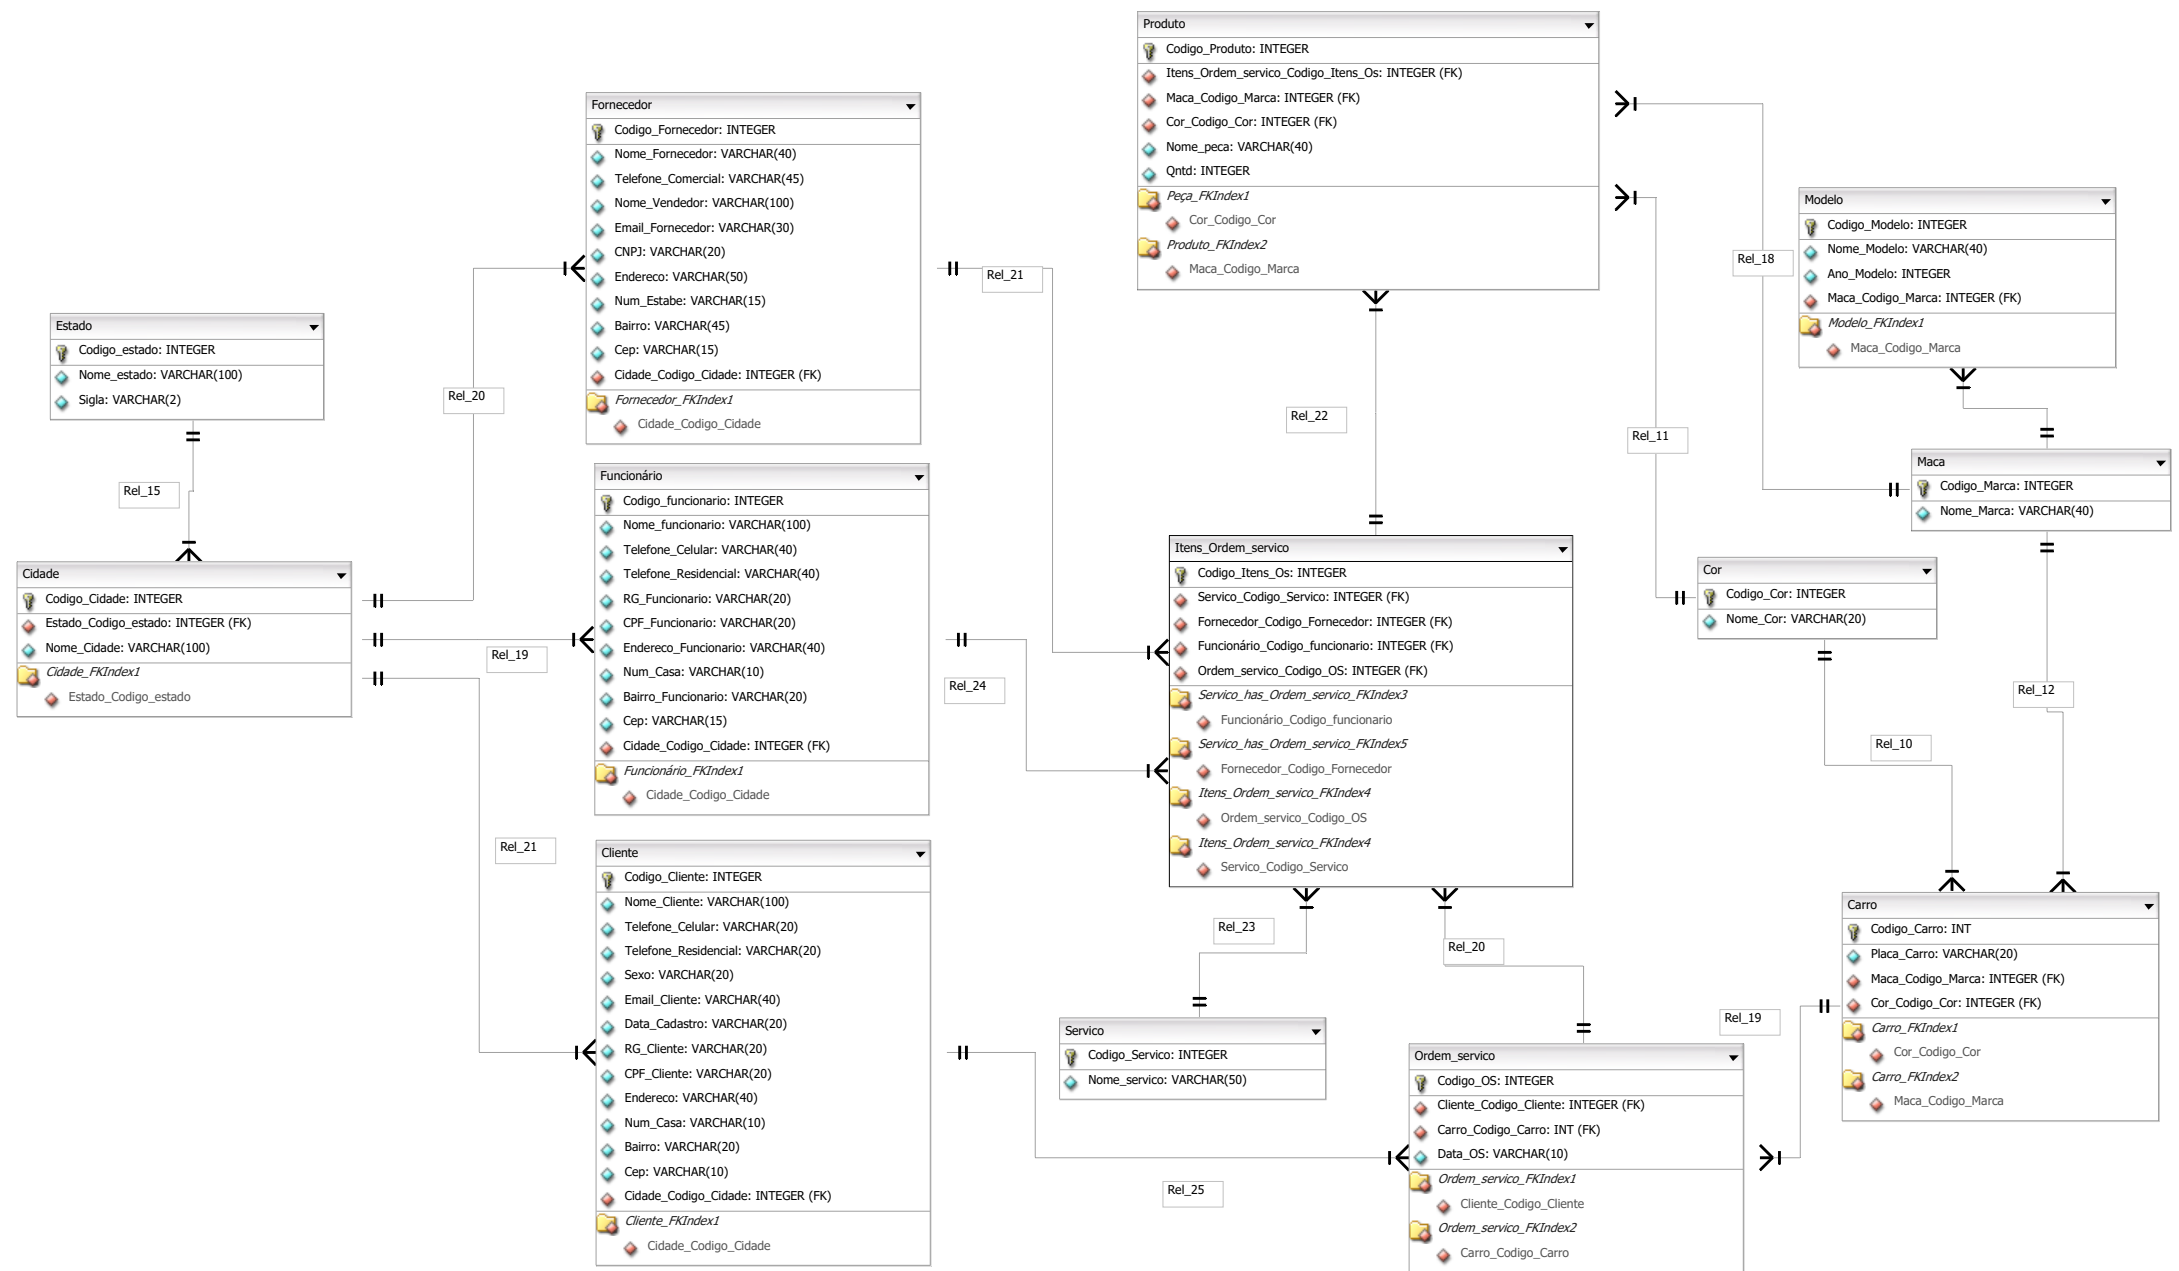 Produto
Codigo_Produto: INTEGER
Itens_Ordem_servico_Codigo_Itens_Os: INTEGER (FK)
Maca_Codigo_Marca: INTEGER (FK)
Cor_Codigo_Cor: INTEGER (FK)
Nome_peca: VARCHAR(40)
Qntd: INTEGER
Peça_FKIndex1
Cor_Codigo_Cor
Produto_FKIndex2
Maca_Codigo_Marca
Fornecedor
Codigo_Fornecedor: INTEGER
Nome_Fornecedor: VARCHAR(40)
Telefone_Comercial: VARCHAR(45)
Nome_Vendedor: VARCHAR(100)
Email_Fornecedor: VARCHAR(30)
CNPJ: VARCHAR(20)
Endereco: VARCHAR(50)
Num_Estabe: VARCHAR(15)
Bairro: VARCHAR(45)
Cep: VARCHAR(15)
Cidade_Codigo_Cidade: INTEGER (FK)
Fornecedor_FKIndex1
Cidade_Codigo_Cidade
Rel_21
Rel_18
Modelo
Codigo_Modelo: INTEGER
Nome_Modelo: VARCHAR(40)
Ano_Modelo: INTEGER
Maca_Codigo_Marca: INTEGER (FK)
Modelo_FKIndex1
Maca_Codigo_Marca
Estado
Codigo_estado: INTEGER
Nome_estado: VARCHAR(100)
Sigla: VARCHAR(2)
Rel_20
Rel_22
Rel_11
Rel_15
Maca
Codigo_Marca: INTEGER
Nome_Marca: VARCHAR(40)
Funcionário
Codigo_funcionario: INTEGER
Nome_funcionario: VARCHAR(100)
Telefone_Celular: VARCHAR(40)
Telefone_Residencial: VARCHAR(40)
RG_Funcionario: VARCHAR(20)
CPF_Funcionario: VARCHAR(20)
Endereco_Funcionario: VARCHAR(40)
Num_Casa: VARCHAR(10)
Bairro_Funcionario: VARCHAR(20)
Cep: VARCHAR(15)
Cidade_Codigo_Cidade: INTEGER (FK)
Funcionário_FKIndex1
Cidade_Codigo_Cidade
Cidade
Codigo_Cidade: INTEGER
Estado_Codigo_estado: INTEGER (FK)
Nome_Cidade: VARCHAR(100)
Cidade_FKIndex1
Estado_Codigo_estado
Rel_19
Rel_24
Itens_Ordem_servico
Codigo_Itens_Os: INTEGER
Servico_Codigo_Servico: INTEGER (FK)
Fornecedor_Codigo_Fornecedor: INTEGER (FK)
Funcionário_Codigo_funcionario: INTEGER (FK)
Ordem_servico_Codigo_OS: INTEGER (FK)
Servico_has_Ordem_servico_FKIndex3
Funcionário_Codigo_funcionario
Servico_has_Ordem_servico_FKIndex5
Fornecedor_Codigo_Fornecedor
Itens_Ordem_servico_FKIndex4
Ordem_servico_Codigo_OS
Itens_Ordem_servico_FKIndex4
Servico_Codigo_Servico
Cor
Codigo_Cor: INTEGER
Nome_Cor: VARCHAR(20)
Rel_12
Rel_10
Rel_21
Cliente
Codigo_Cliente: INTEGER
Nome_Cliente: VARCHAR(100)
Telefone_Celular: VARCHAR(20)
Telefone_Residencial: VARCHAR(20)
Sexo: VARCHAR(20)
Email_Cliente: VARCHAR(40)
Data_Cadastro: VARCHAR(20)
RG_Cliente: VARCHAR(20)
CPF_Cliente: VARCHAR(20)
Endereco: VARCHAR(40)
Num_Casa: VARCHAR(10)
Bairro: VARCHAR(20)
Cep: VARCHAR(10)
Cidade_Codigo_Cidade: INTEGER (FK)
Cliente_FKIndex1
Cidade_Codigo_Cidade
Rel_23
Rel_20
Carro
Codigo_Carro: INT
Placa_Carro: VARCHAR(20)
Maca_Codigo_Marca: INTEGER (FK)
Cor_Codigo_Cor: INTEGER (FK)
Carro_FKIndex1
Cor_Codigo_Cor
Carro_FKIndex2
Maca_Codigo_Marca
Rel_19
Servico
Codigo_Servico: INTEGER
Nome_servico: VARCHAR(50)
Ordem_servico
Codigo_OS: INTEGER
Cliente_Codigo_Cliente: INTEGER (FK)
Carro_Codigo_Carro: INT (FK)
Data_OS: VARCHAR(10)
Ordem_servico_FKIndex1
Cliente_Codigo_Cliente
Ordem_servico_FKIndex2
Carro_Codigo_Carro
Rel_25